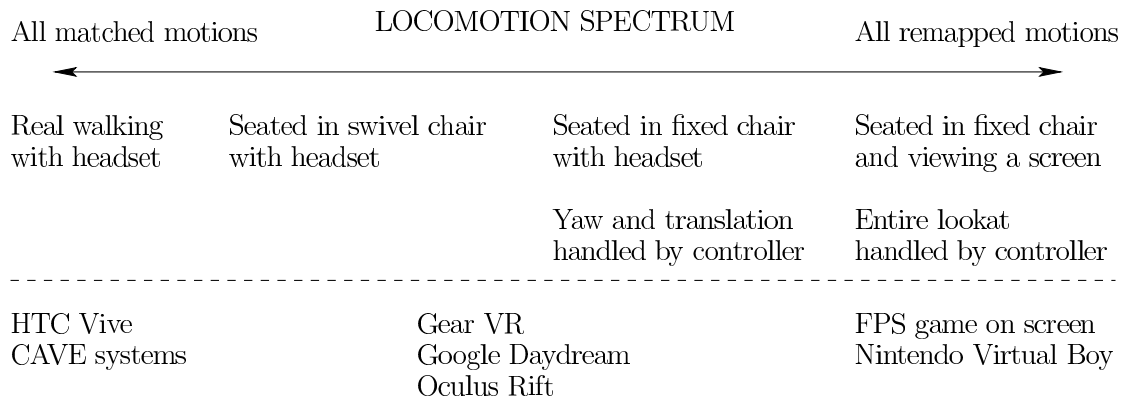 LOCOMOTION SPECTRUM
All matched motions
All remapped motions
Real walking
with headset
Seated in swivel chair
with headset
Seated in fixed chair
with headset
Seated in fixed chair
and viewing a screen
Yaw and translation
handled by controller
Entire lookat
handled by controller
HTC Vive
CAVE systems
Gear VR
Google Daydream
Oculus Rift
FPS game on screen
Nintendo Virtual Boy